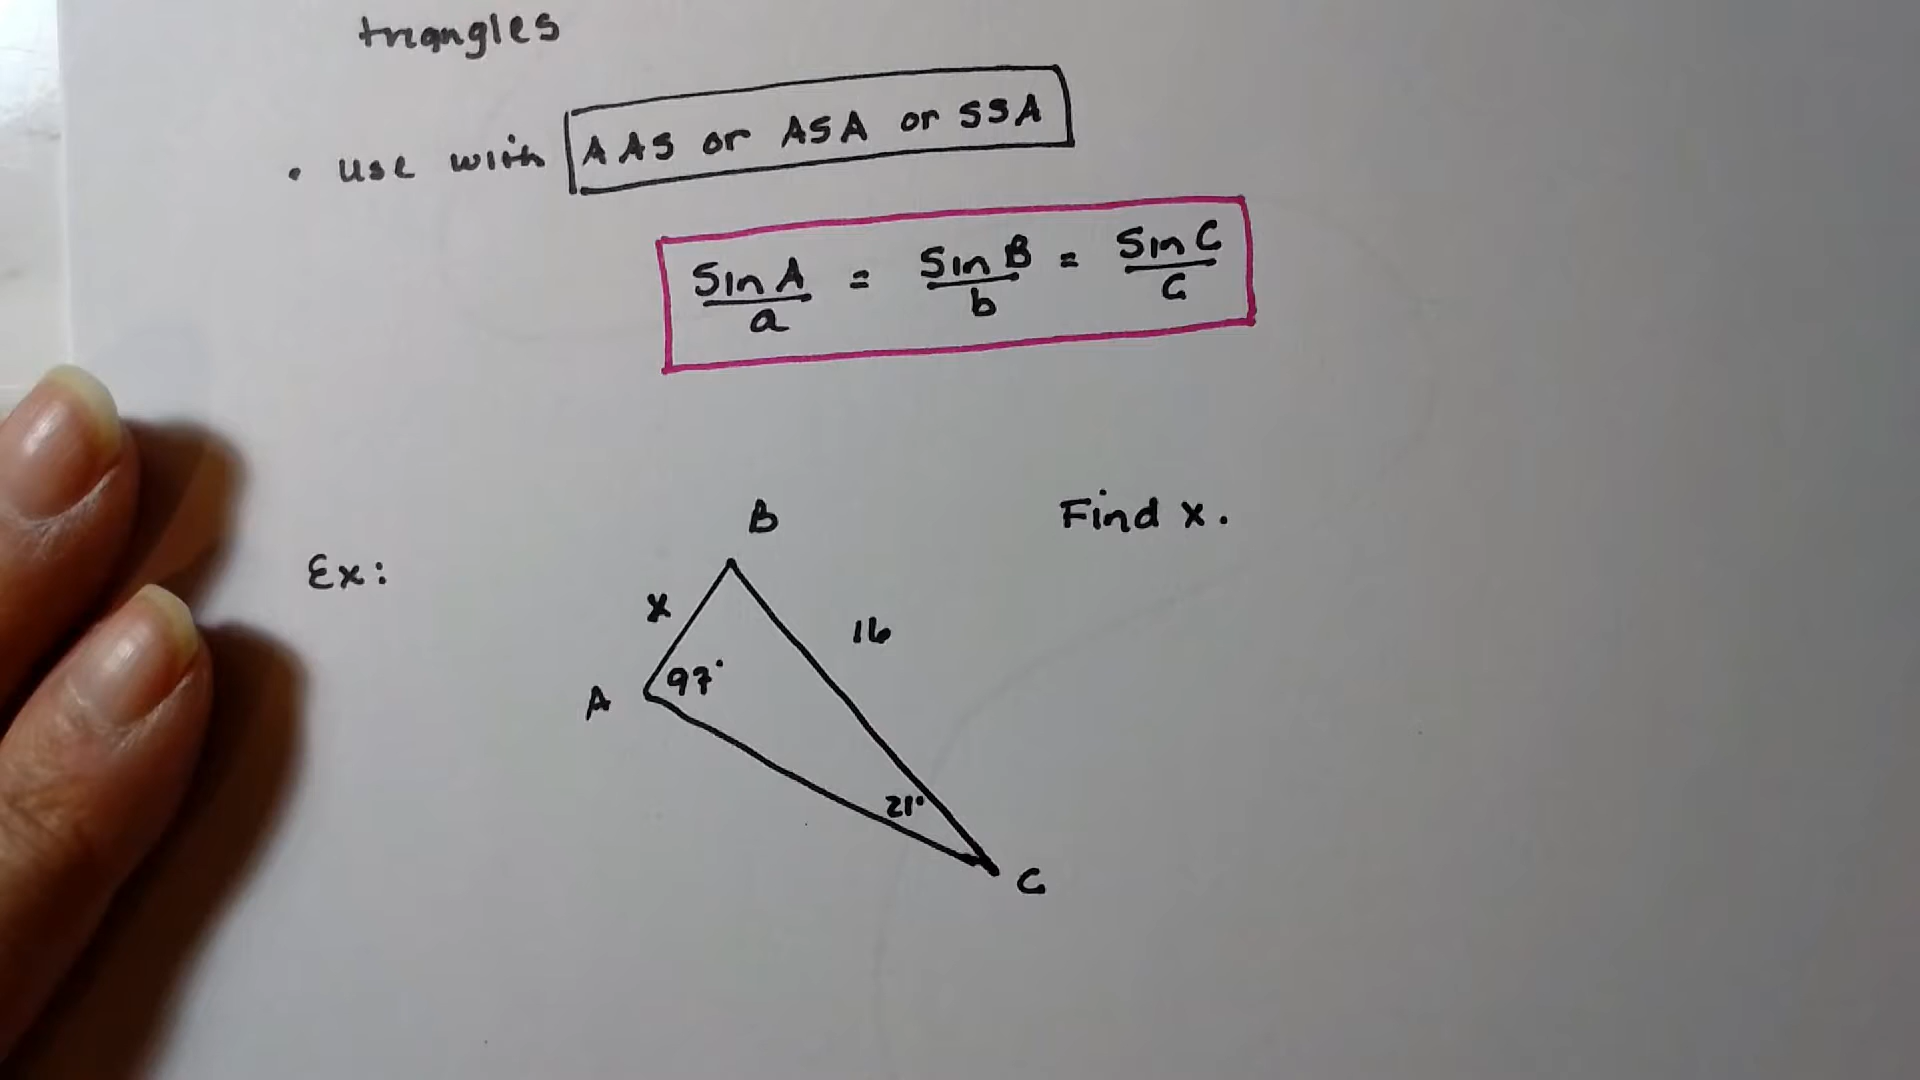 triangles
• use with AAS or ASA or SSA
Sin A / a = Sin B / b = Sin C / c
B
Find x.
Ex:
x
16
97°
A
21°
C